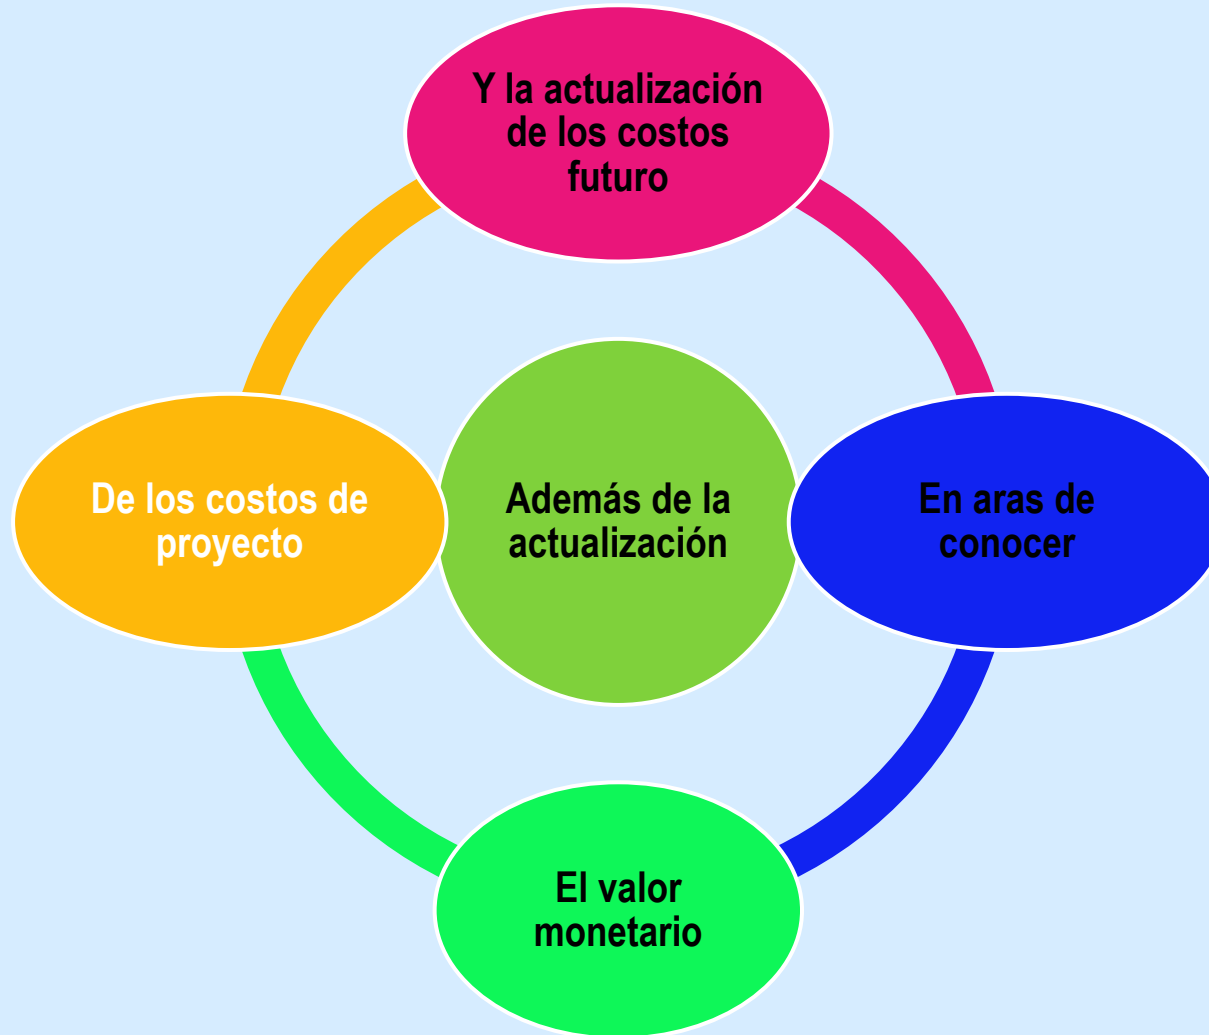 Y la actualización
de los costos
futuro
De los costos de
proyecto
Además de la
actualización
En aras de
conocer
El valor
monetario